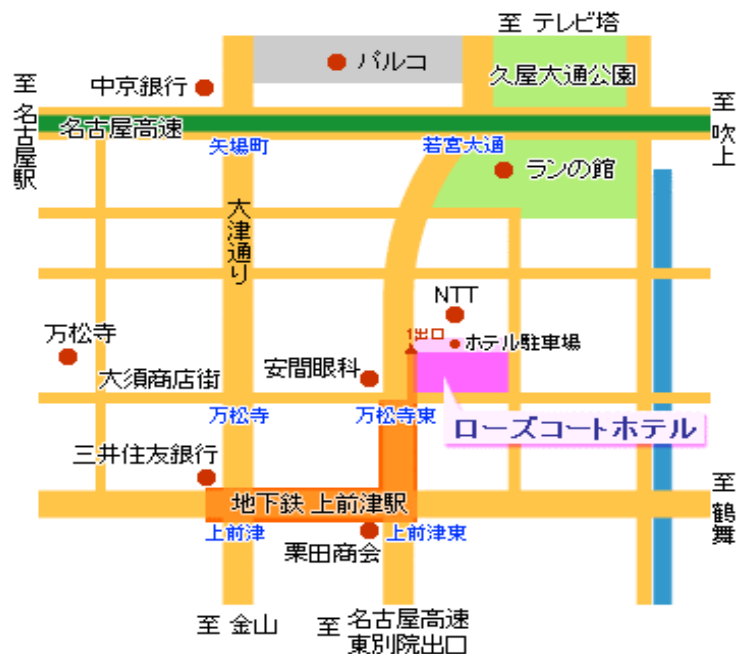 至 テレビ塔
パルコ
久屋大通公園
中京銀行
至 名古屋駅
至 吹上
名古屋高速
矢場町
若宮大通
ランの館
大津通り
NTT
1出口
ホテル駐車場
万松寺
安間眼科
大須商店街
万松寺
万松寺東
ローズコートホテル
三井住友銀行
地下鉄 上前津駅
至 鶴舞
上前津
上前津東
栗田商会
至 金山
至 名古屋高速
東別院出口